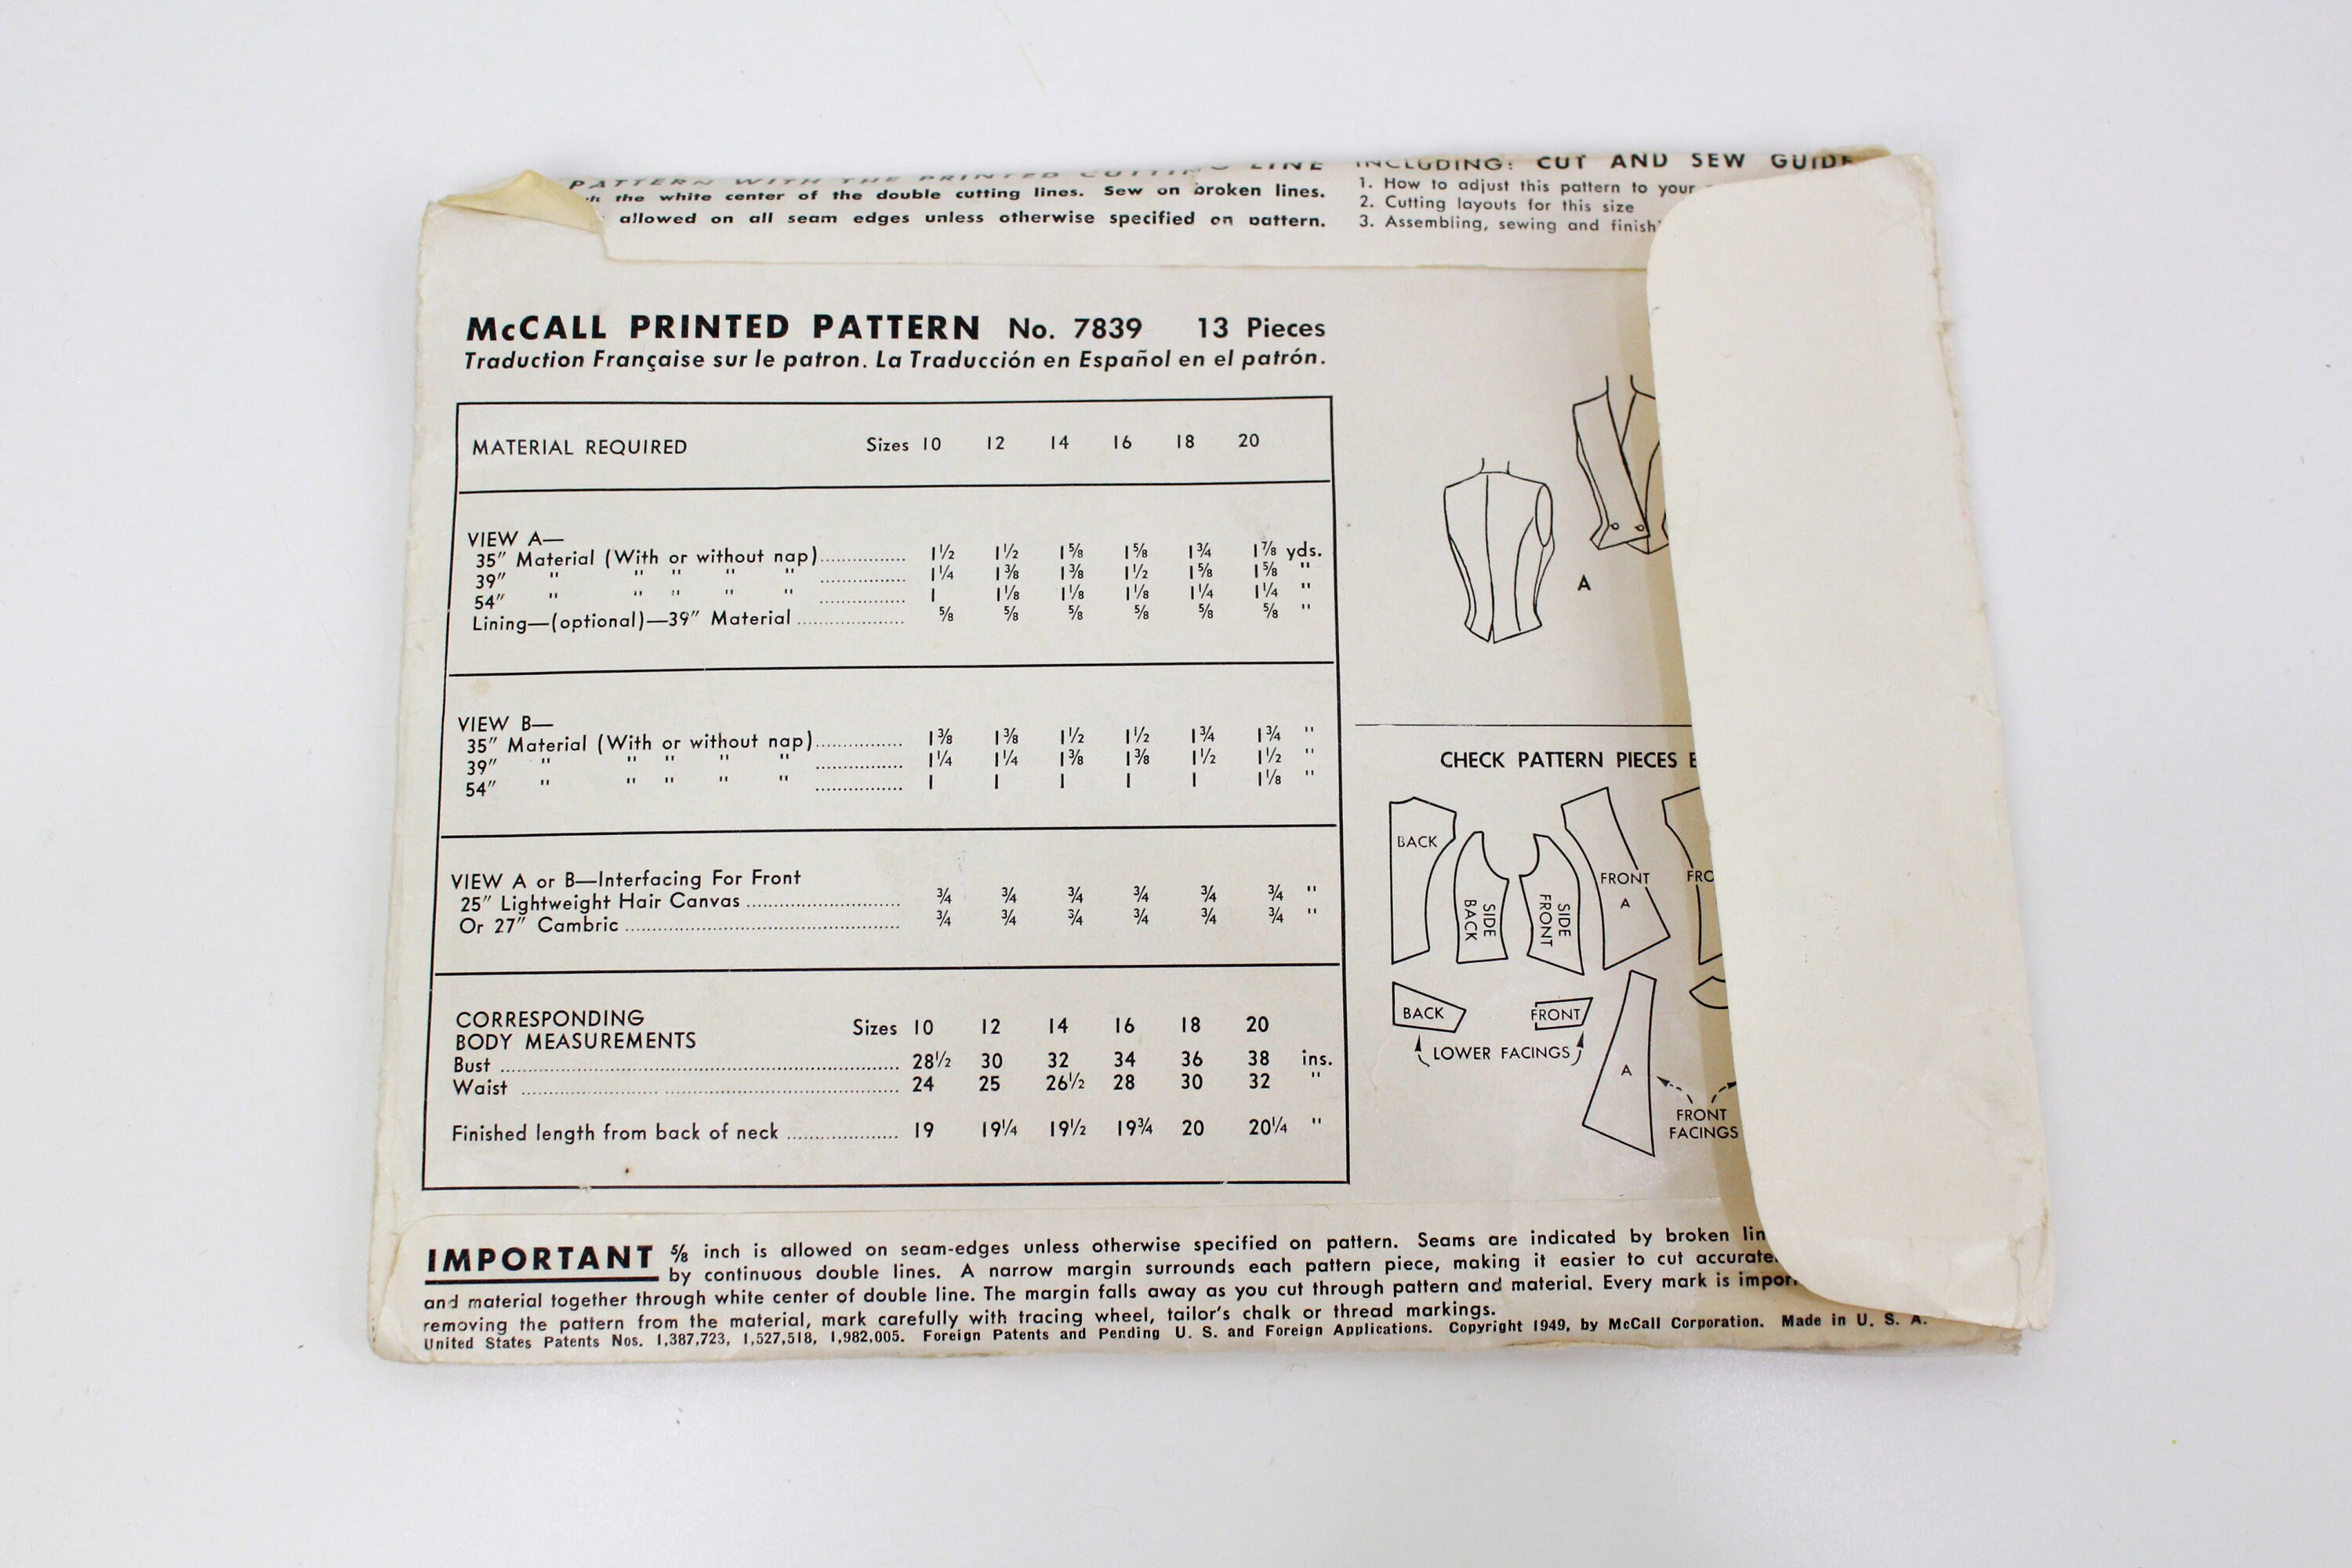 PATTERN WITH THE PRINTED CUTTING LINE
the white center of the double cutting lines. Sew on broken lines.
allowed on all seam edges unless otherwise specified on pattern.
INCLUDING: CUT AND SEW GUIDE
1. How to adjust this pattern to your
2. Cutting layouts for this size
3. Assembling, sewing and
McCALL PRINTED PATTERN No. 7839 13 Pieces
Traduction Française sur le patron. La Traducción en Español en el patrón.
MATERIAL REQUIRED Sizes 10 12 14 16 18 20
VIEW A—
35″ Material (With or without nap) 1½ 1½ 1⅝ 1⅝ 1¾ 1⅞ yds.
39″ " " " " " 1¼ 1⅜ 1⅜ 1½ 1⅝ 1⅝ "
54″ " " " " " 1 1⅛ 1⅛ 1⅛ 1¼ 1¼ "
Lining—(optional)—39″ Material ⅝ ⅝ ⅝ ⅝ ⅝ ⅝ "
VIEW B—
35″ Material (With or without nap) 1⅜ 1⅜ 1½ 1½ 1¾ 1¾ "
39″ " " " " " 1¼ 1¼ 1⅜ 1⅜ 1½ 1½ "
54″ " " " " " 1 1 1 1 1 1⅛ "
VIEW A or B—Interfacing For Front
25″ Lightweight Hair Canvas ¾ ¾ ¾ ¾ ¾ ¾ "
Or 27″ Cambric ¾ ¾ ¾ ¾ ¾ ¾ "
CORRESPONDING
BODY MEASUREMENTS Sizes 10 12 14 16 18 20
Bust 28½ 30 32 34 36 38 ins.
Waist 24 25 26½ 28 30 32 "
Finished length from back of neck 19 19¼ 19½ 19¾ 20 20¼ "
A
CHECK PATTERN PIECES
BACK
SIDE BACK
SIDE FRONT
FRONT
A
BACK
FRONT
LOWER FACINGS
A
FRONT
FACINGS
IMPORTANT ⅝ inch is allowed on seam-edges unless otherwise specified on pattern. Seams are indicated by broken
by continuous double lines. A narrow margin surrounds each pattern piece, making it easier to cut
and material together through white center of double line. The margin falls away as you cut through pattern and material. Every mark is
removing the pattern from the material, mark carefully with tracing wheel, tailor's chalk or thread markings.
United States Patents Nos. 1,387,723, 1,527,518, 1,982,005. Foreign Patents and Pending U. S. and Foreign Applications. Copyright 1949, by McCall Corporation. Made in U. S. A.